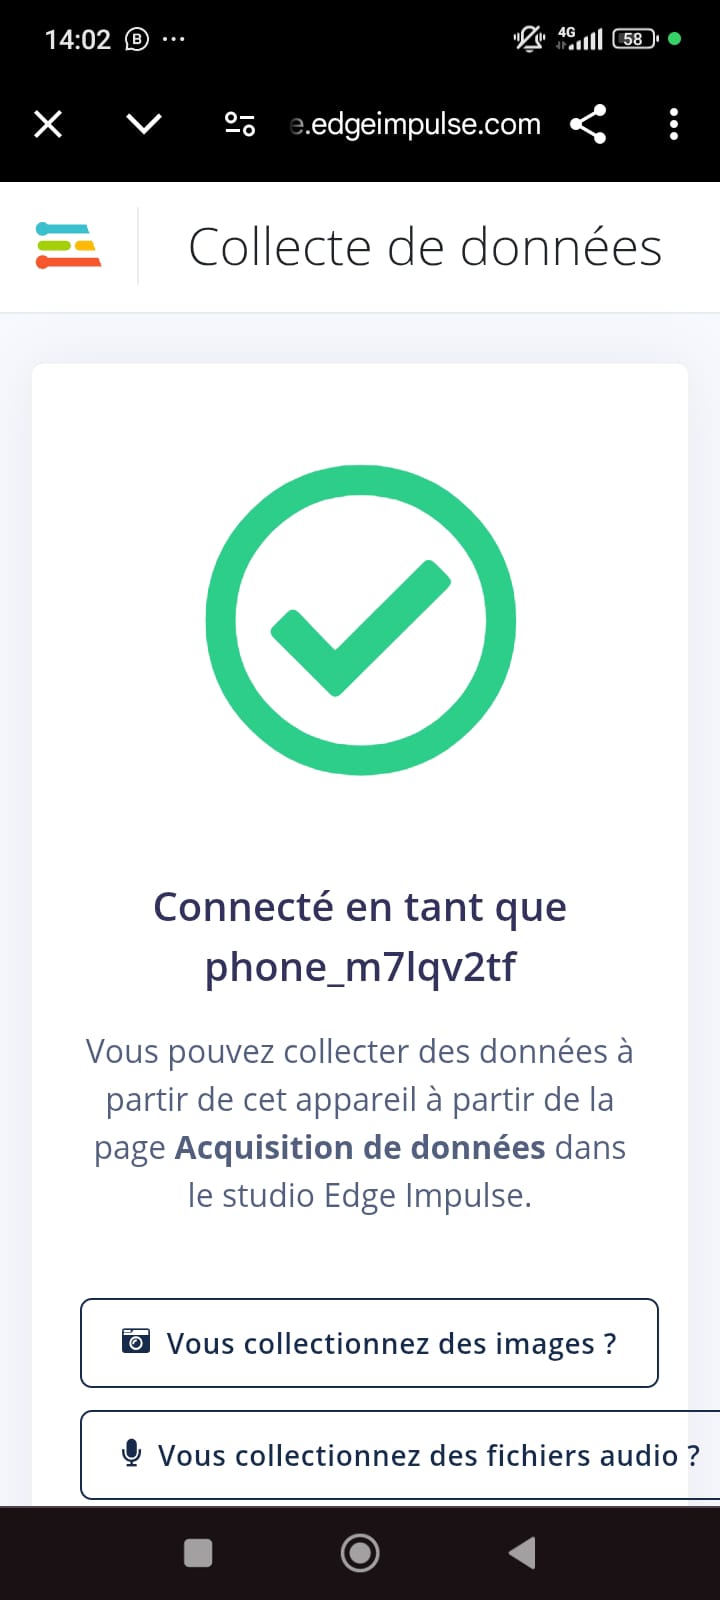 14:02
4G
58
e.edgeimpulse.com
Collecte de données
Connecté en tant que
phone_m7lqv2tf
Vous pouvez collecter des données à
partir de cet appareil à partir de la
page Acquisition de données dans
le studio Edge Impulse.
Vous collectionnez des images ?
Vous collectionnez des fichiers audio ?